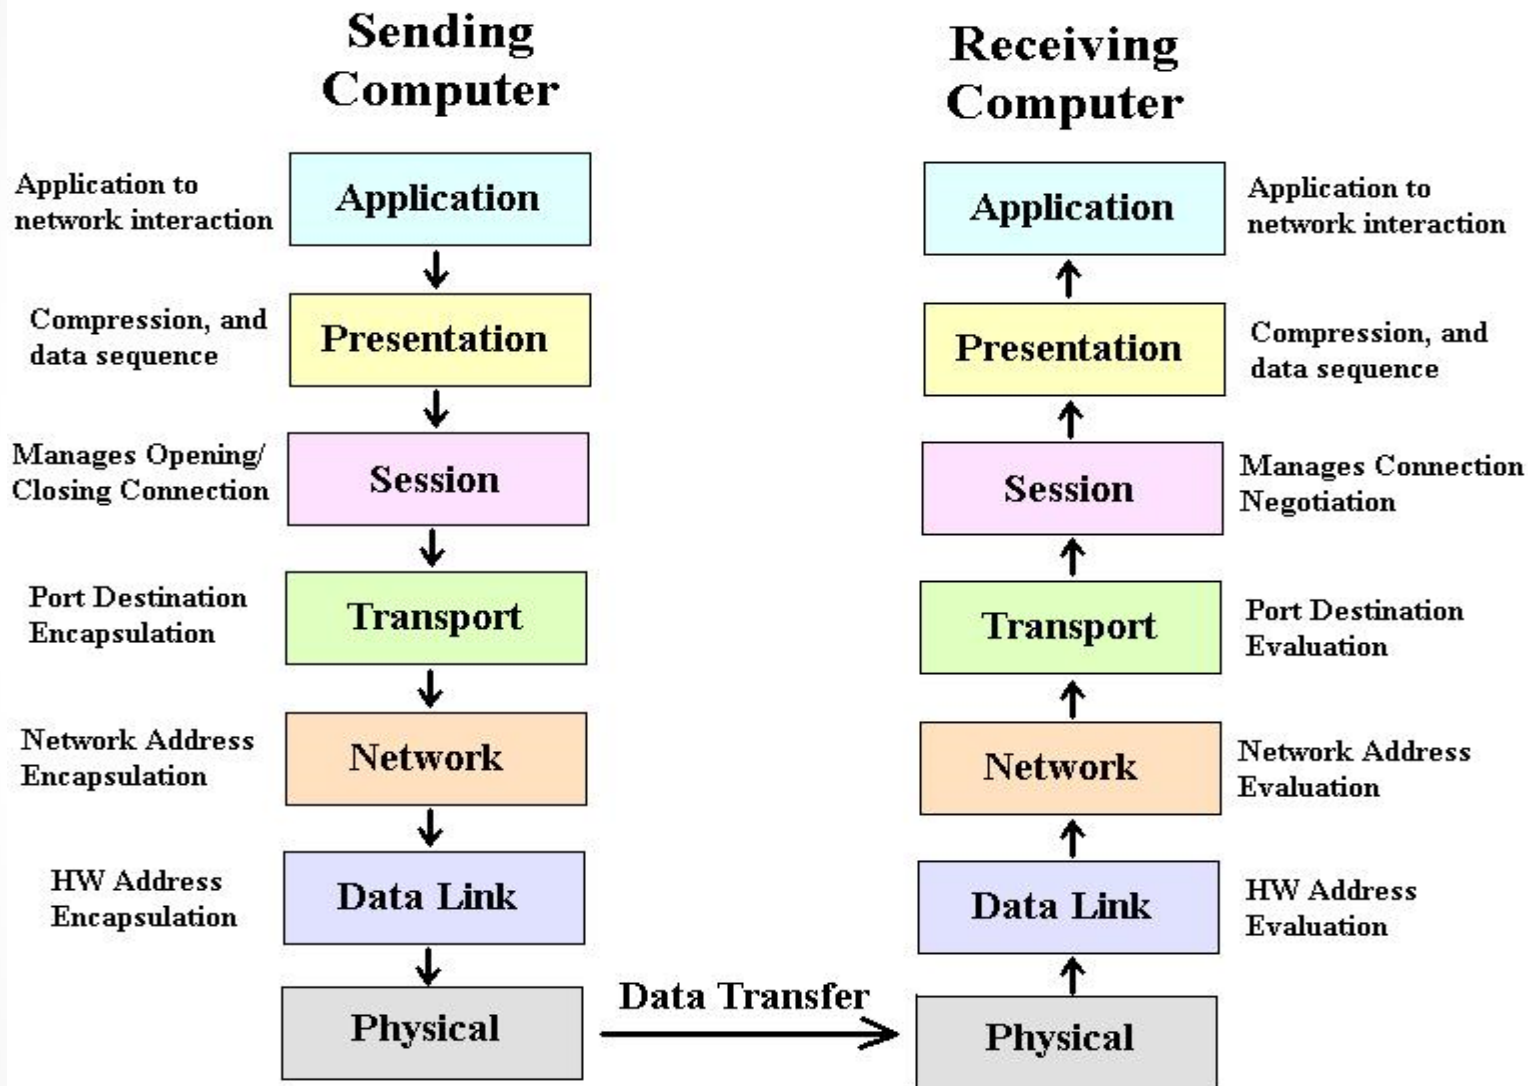 Sending
Computer
Application to
network interaction
Application
Compression, and
data sequence
Presentation
Manages Opening/
Closing Connection
Session
Port Destination
Encapsulation
Transport
Network Address
Encapsulation
Network
HW Address
Encapsulation
Data Link
Physical
Data Transfer
Receiving
Computer
Application
Application to
network interaction
Presentation
Compression, and
data sequence
Session
Manages Connection
Negotiation
Transport
Port Destination
Evaluation
Network
Network Address
Evaluation
Data Link
HW Address
Evaluation
Physical